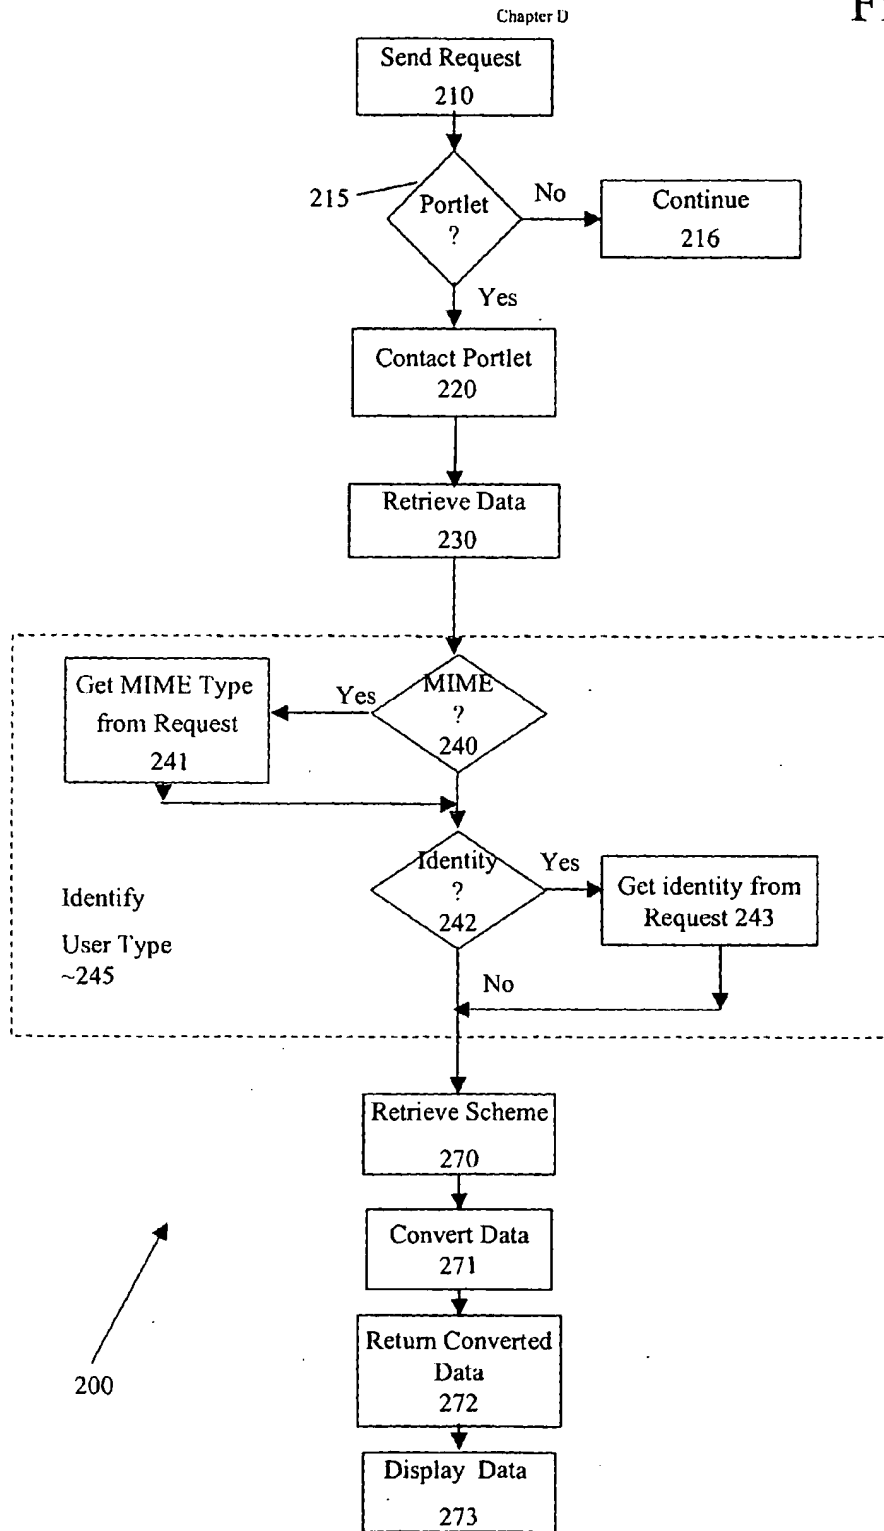 Chapter D
Send Request
210
215
Portlet
?
No
Continue
216
Yes
Contact Portlet
220
Retrieve Data
230
Get MIME Type
from Request
241
Yes
MIME
?
240
Identity
?
242
Yes
Get identity from
Request 243
Identify
User Type
~245
No
Retrieve Scheme
270
Convert Data
271
Return Converted
Data
272
200
Display Data
273